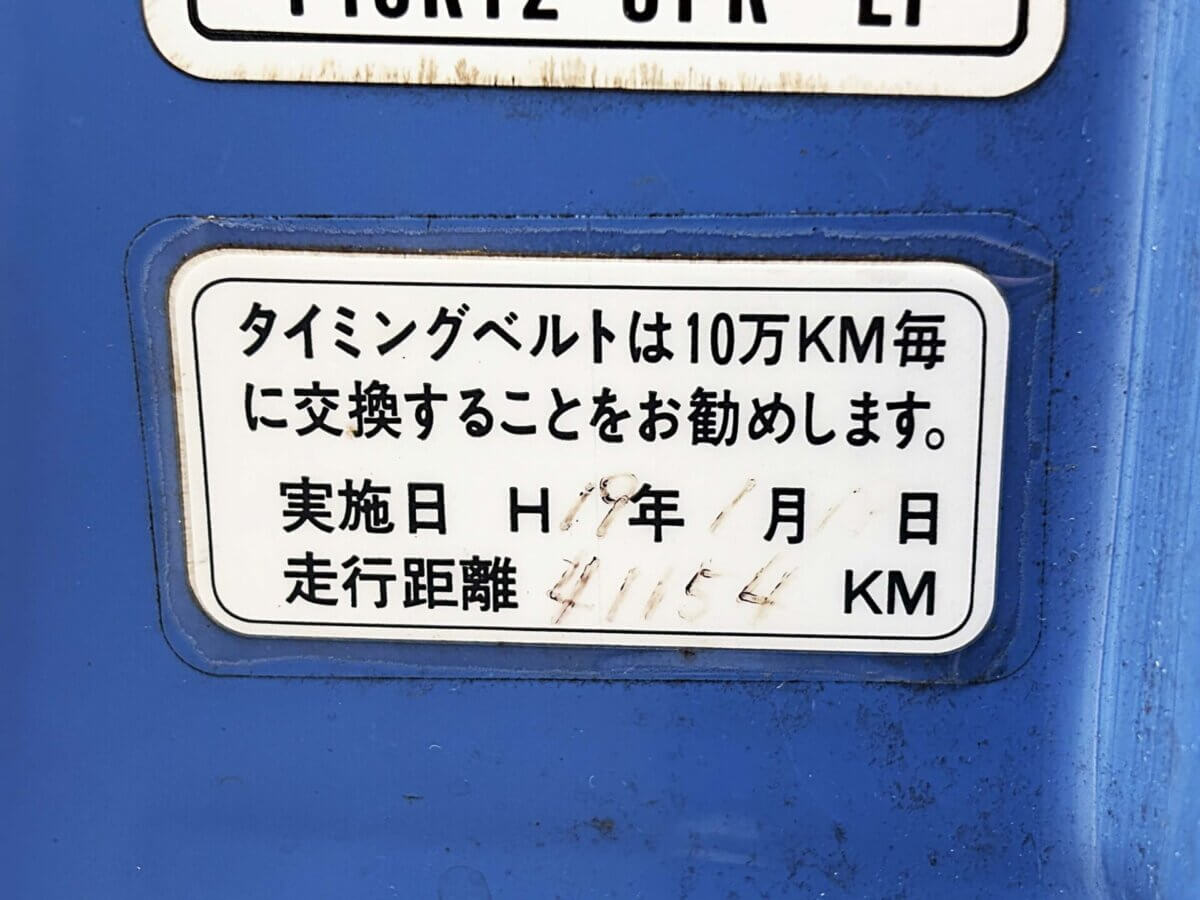 タイミングベルトは10万KM毎
に交換することをお勧めします。
実施日 H19年 1月 日
走行距離 41154 KM